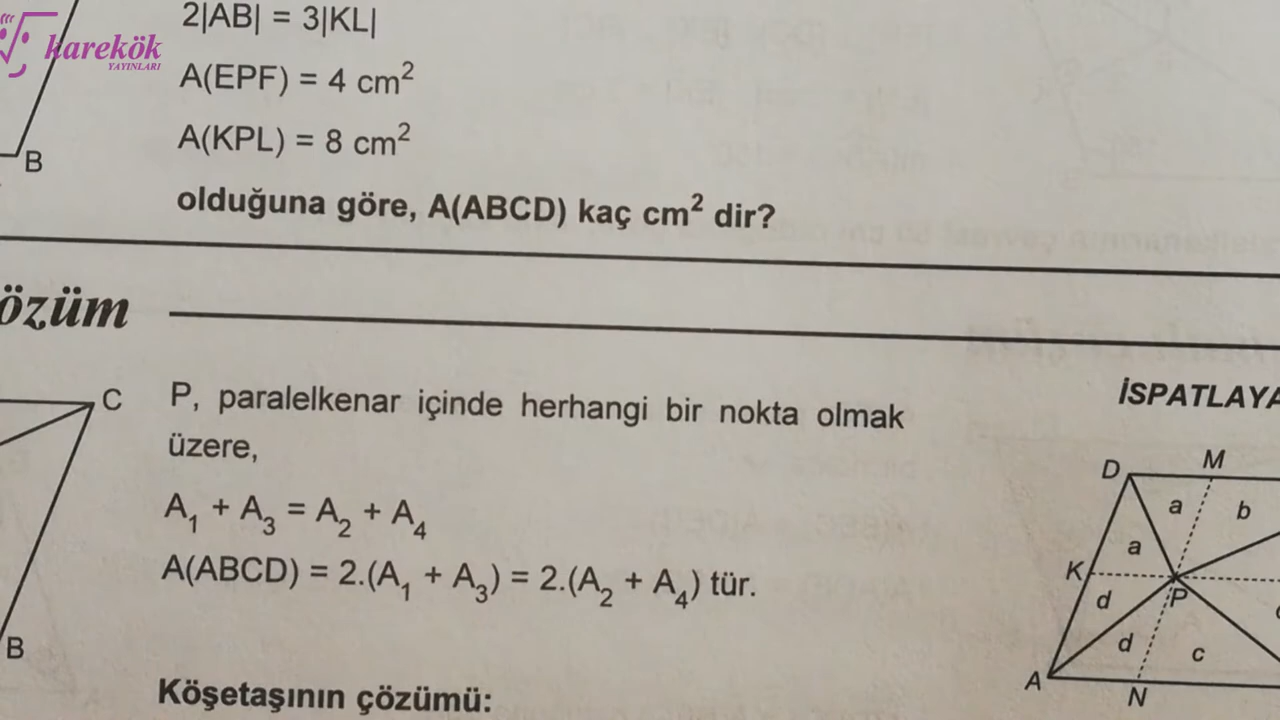 karekök
YAYINLARI
2|AB| = 3|KL|
A(EPF) = 4 cm²
A(KPL) = 8 cm²
B
olduğuna göre, A(ABCD) kaç cm² dir?
özüm
C
P, paralelkenar içinde herhangi bir nokta olmak
üzere,
A₁ + A₃ = A₂ + A₄
A(ABCD) = 2.(A₁ + A₃) = 2.(A₂ + A₄) tür.
B
Köşetaşının çözümü:
İSPATLAYA
D M
a b
a
K
d P
d c
A N